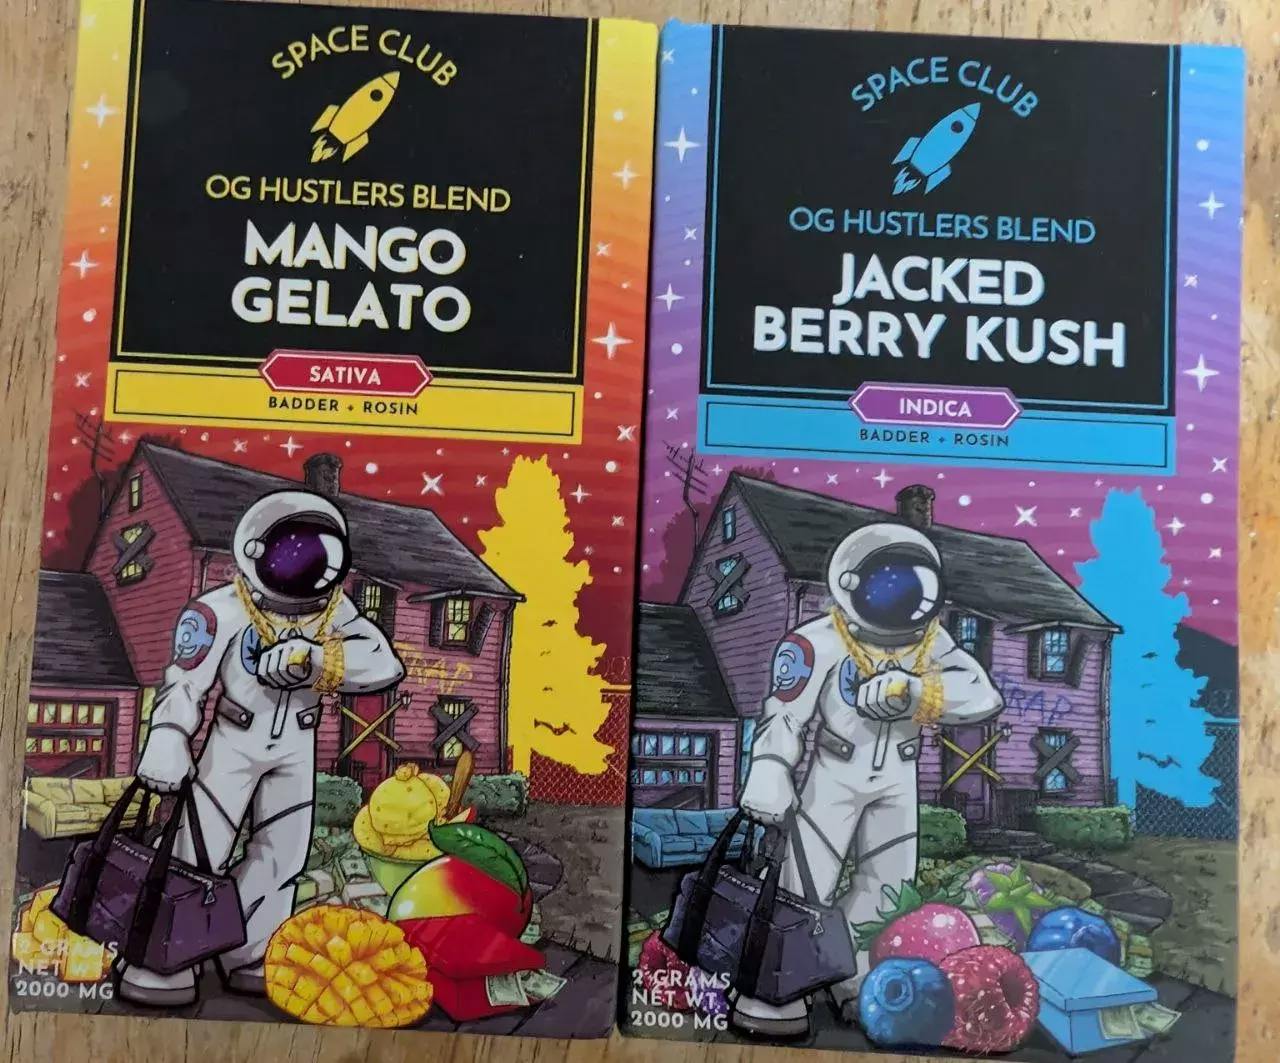 SPACE CLUB
OG HUSTLERS BLEND
MANGO
GELATO
SATIVA
BADDER + ROSIN
TRAP
2 GRAMS
NET WT.
2000 MG
SPACE CLUB
OG HUSTLERS BLEND
JACKED
BERRY KUSH
INDICA
BADDER + ROSIN
TRAP
2 GRAMS
NET WT.
2000 MG